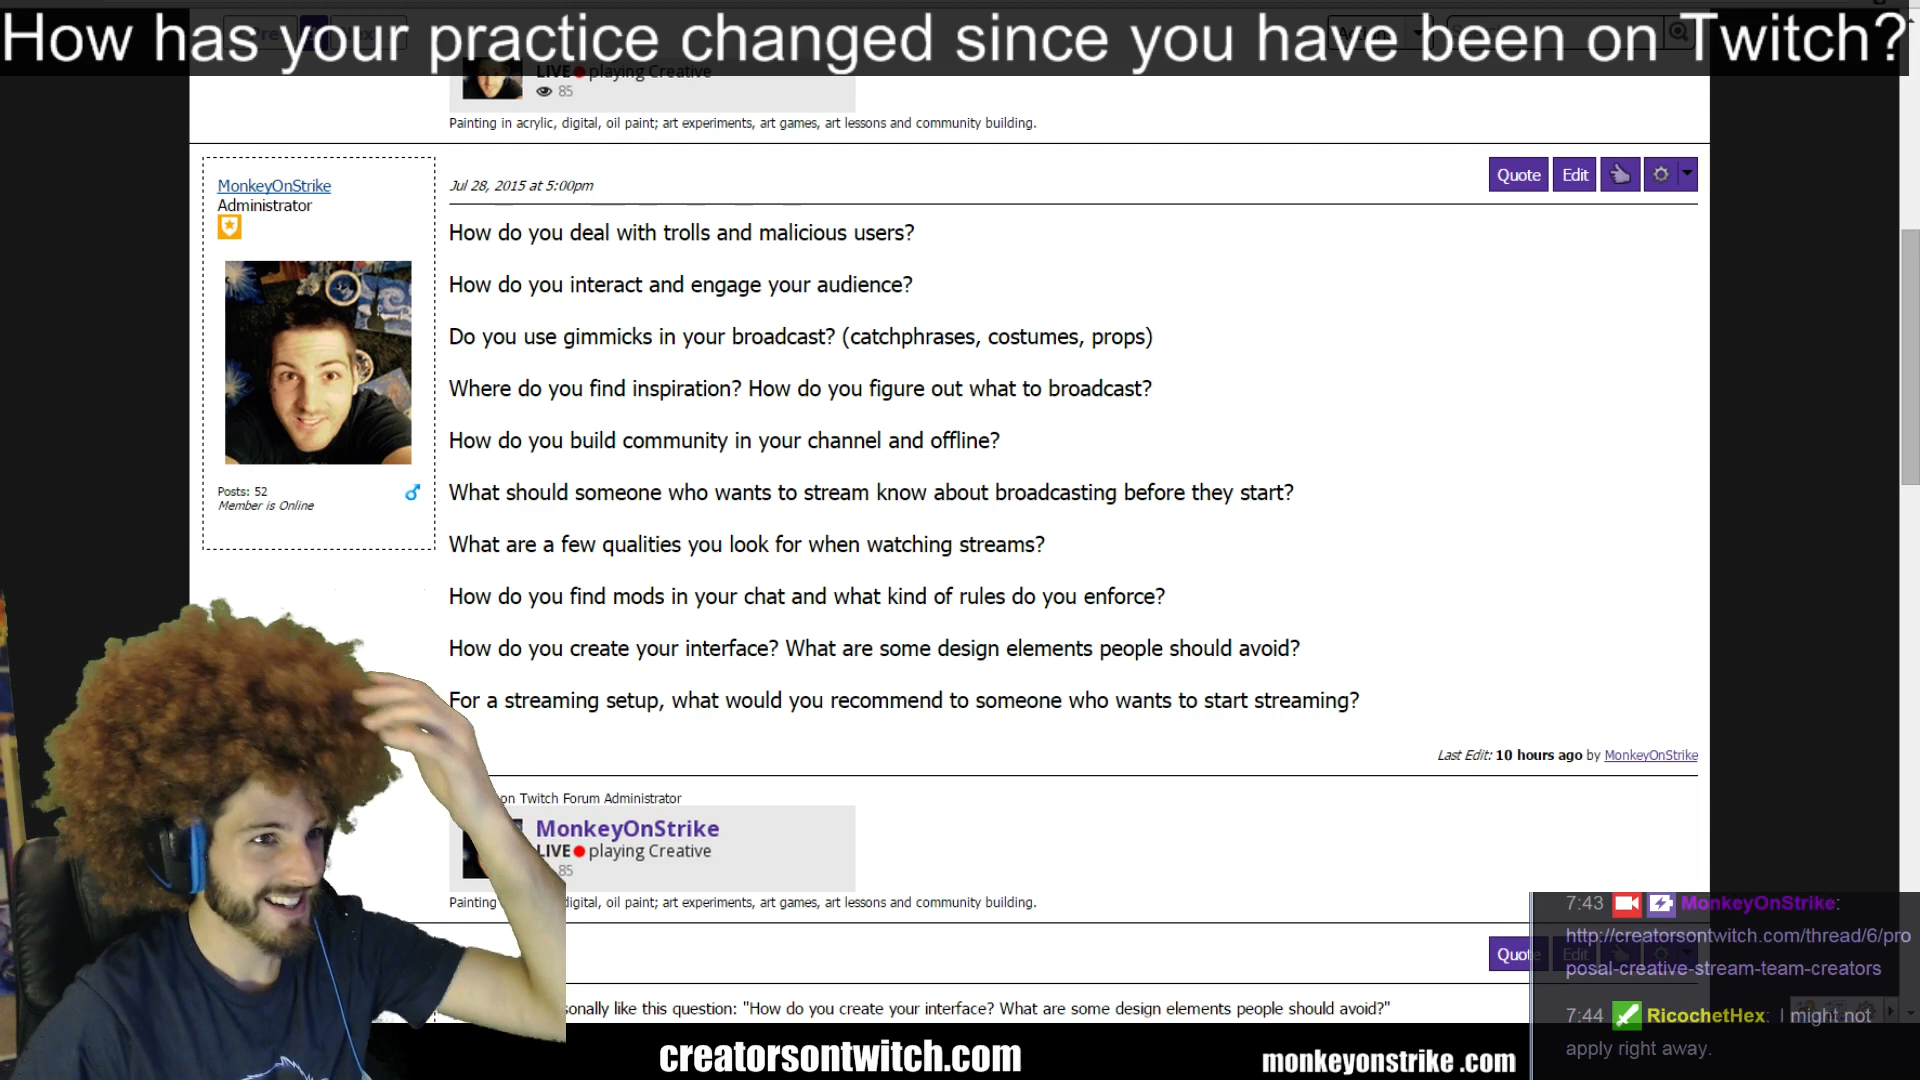 How has your practice changed since you have been on Twitch?
LIVE playing Creative
85
Painting in acrylic, digital, oil paint; art experiments, art games, art lessons and community building.
MonkeyOnStrike
Administrator
Jul 28, 2015 at 5:00pm
Quote Edit
How do you deal with trolls and malicious users?
How do you interact and engage your audience?
Do you use gimmicks in your broadcast? (catchphrases, costumes, props)
Where do you find inspiration? How do you figure out what to broadcast?
How do you build community in your channel and offline?
Posts: 52
Member is Online
What should someone who wants to stream know about broadcasting before they start?
What are a few qualities you look for when watching streams?
How do you find mods in your chat and what kind of rules do you enforce?
How do you create your interface? What are some design elements people should avoid?
For a streaming setup, what would you recommend to someone who wants to start streaming?
Last Edit: 10 hours ago by MonkeyOnStrike
on Twitch Forum Administrator
MonkeyOnStrike
LIVE playing Creative
85
Painting digital, oil paint; art experiments, art games, art lessons and community building.
Quote Edit
sonally like this question: "How do you create your interface? What are some design elements people should avoid?"
7:43 MonkeyOnStrike:
http://creatorsontwitch.com/thread/6/pro
posal-creative-stream-team-creators
7:44 RicochetHex: I might not
apply right away.
creatorsontwitch.com
monkeyonstrike .com